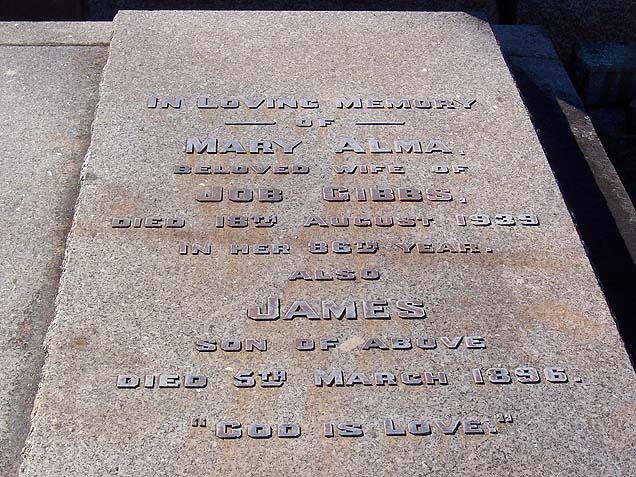 IN LOVING MEMORY
OF
MARY ALMA.
BELOVED WIFE OF
JOB GIBBS,
DIED 18TH AUGUST 1939
IN HER 86TH YEAR.
ALSO
JAMES
SON OF ABOVE
DIED 5TH MARCH 1896.
"GOD IS LOVE."